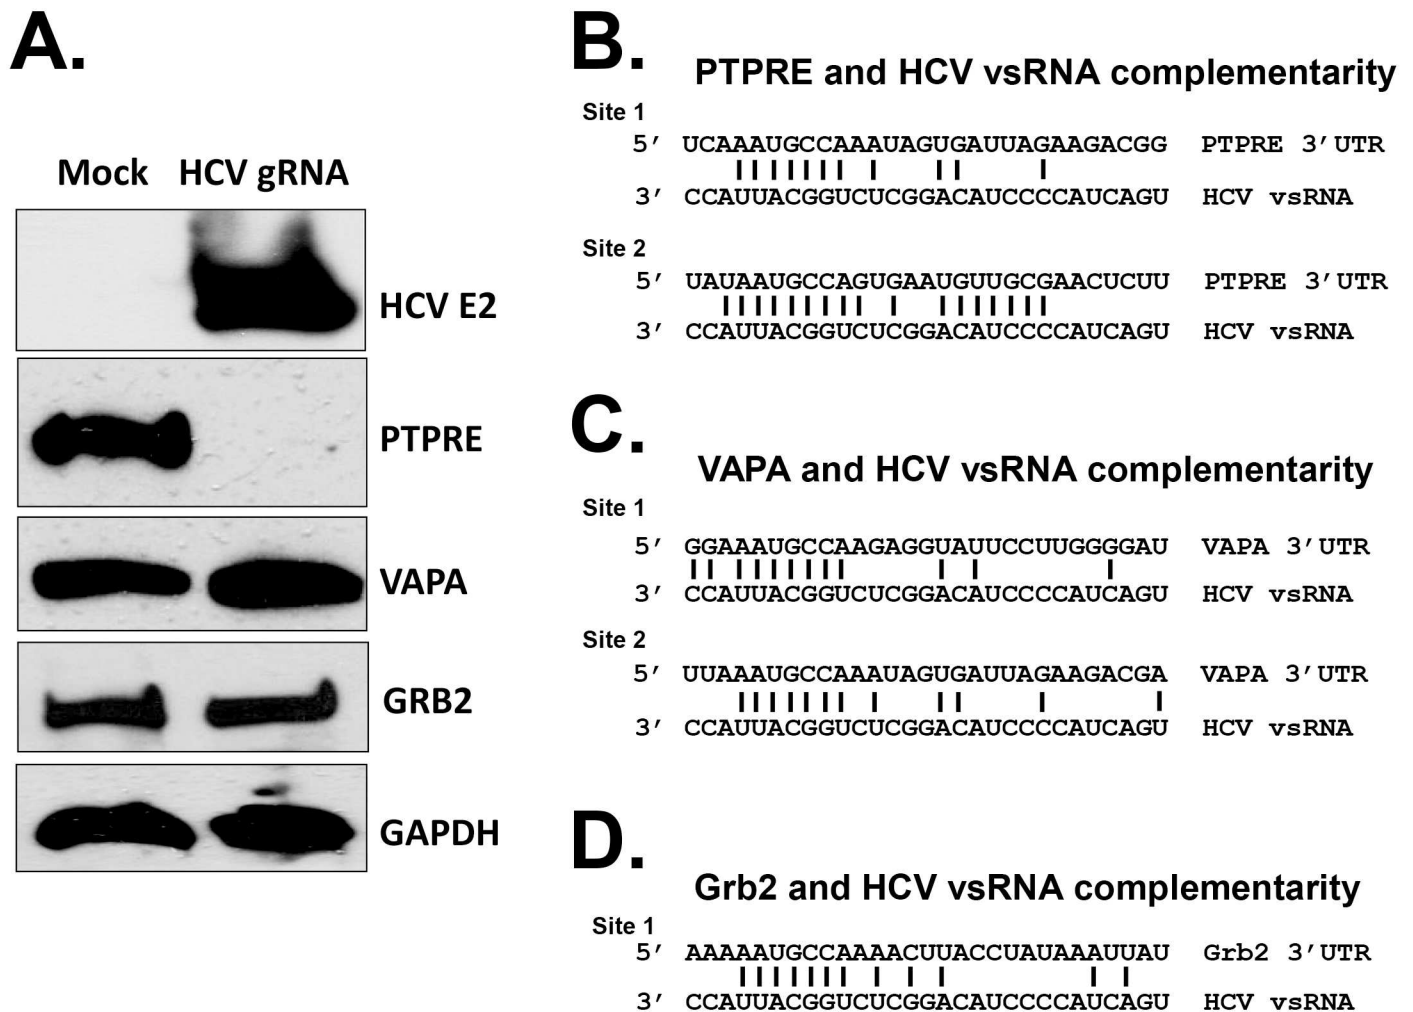 A.
Mock HCV gRNA
HCV E2
PTPRE
VAPA
GRB2
GAPDH
B.
PTPRE and HCV vsRNA complementarity
Site 1
5′ UCAAAUGCCAAAUAGUGAUUAGAAGACGG PTPRE 3′UTR
3′ CCAUUACGGUCUCGGACAUCCCCAUCAGU HCV vsRNA
Site 2
5′ UAUAAUGCCAGUGAAUGUUGCGAACUCUU PTPRE 3′UTR
3′ CCAUUACGGUCUCGGACAUCCCCAUCAGU HCV vsRNA
C.
VAPA and HCV vsRNA complementarity
Site 1
5′ GGAAAUGCCAAGAGGUAUUCCUUGGGGAU VAPA 3′UTR
3′ CCAUUACGGUCUCGGACAUCCCCAUCAGU HCV vsRNA
Site 2
5′ UUAAAUGCCAAAUAGUGAUUAGAAGACGA VAPA 3′UTR
3′ CCAUUACGGUCUCGGACAUCCCCAUCAGU HCV vsRNA
D.
Grb2 and HCV vsRNA complementarity
Site 1
5′ AAAAAUGCCAAAACUUACCUAUAAAUUAU Grb2 3′UTR
3′ CCAUUACGGUCUCGGACAUCCCCAUCAGU HCV vsRNA